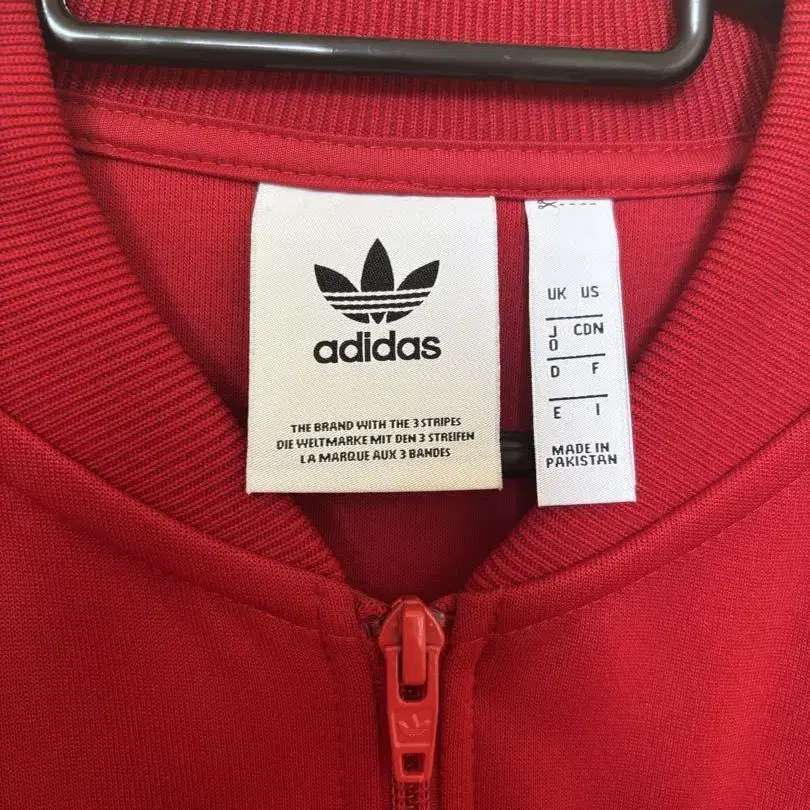 adidas
THE BRAND WITH THE 3 STRIPES
DIE WELTMARKE MIT DEN 3 STREIFEN
LA MARQUE AUX 3 BANDES
UK US
J CDN
O
D F
E I
MADE IN
PAKISTAN